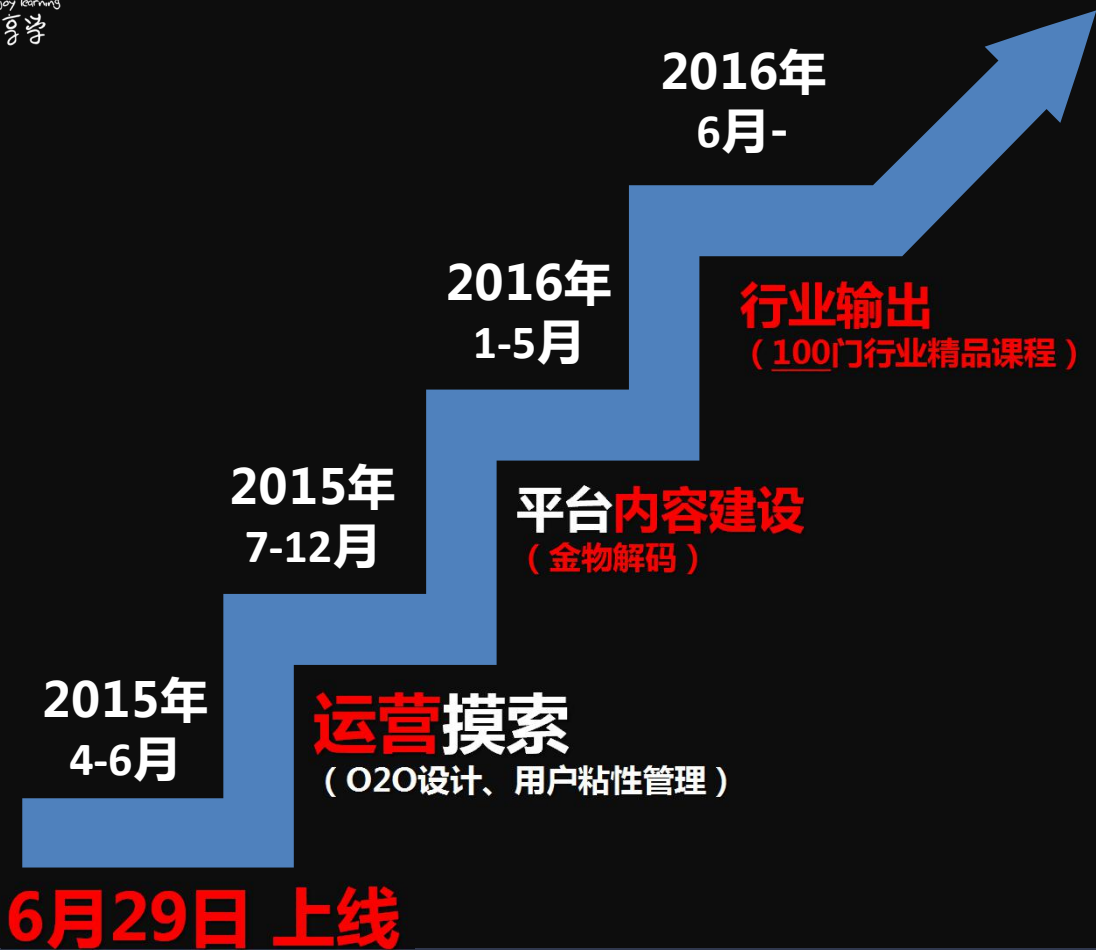 joy learning
享学
2016年
6月-
行业输出
（100门行业精品课程）
2016年
1-5月
平台内容建设
（金物解码）
2015年
7-12月
运营摸索
（O2O设计、用户粘性管理）
2015年
4-6月
6月29日 上线